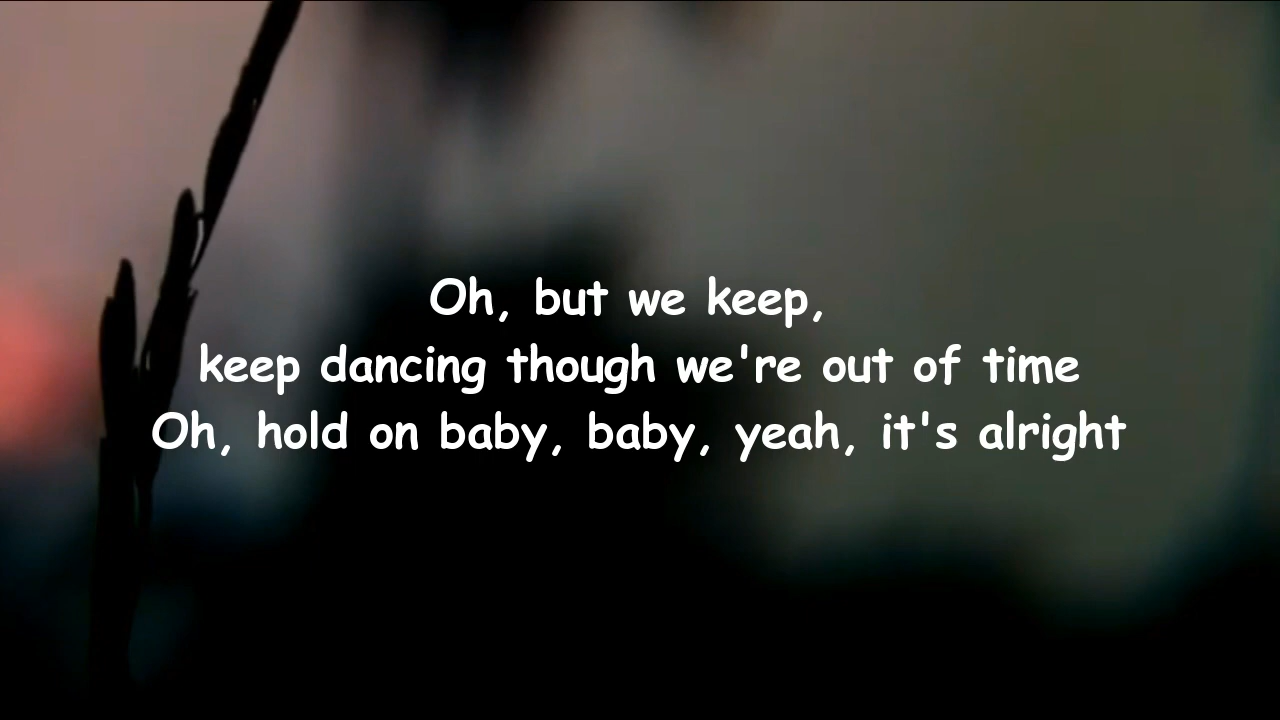 Oh, but we keep,
keep dancing though we're out of time
Oh, hold on baby, baby, yeah, it's alright